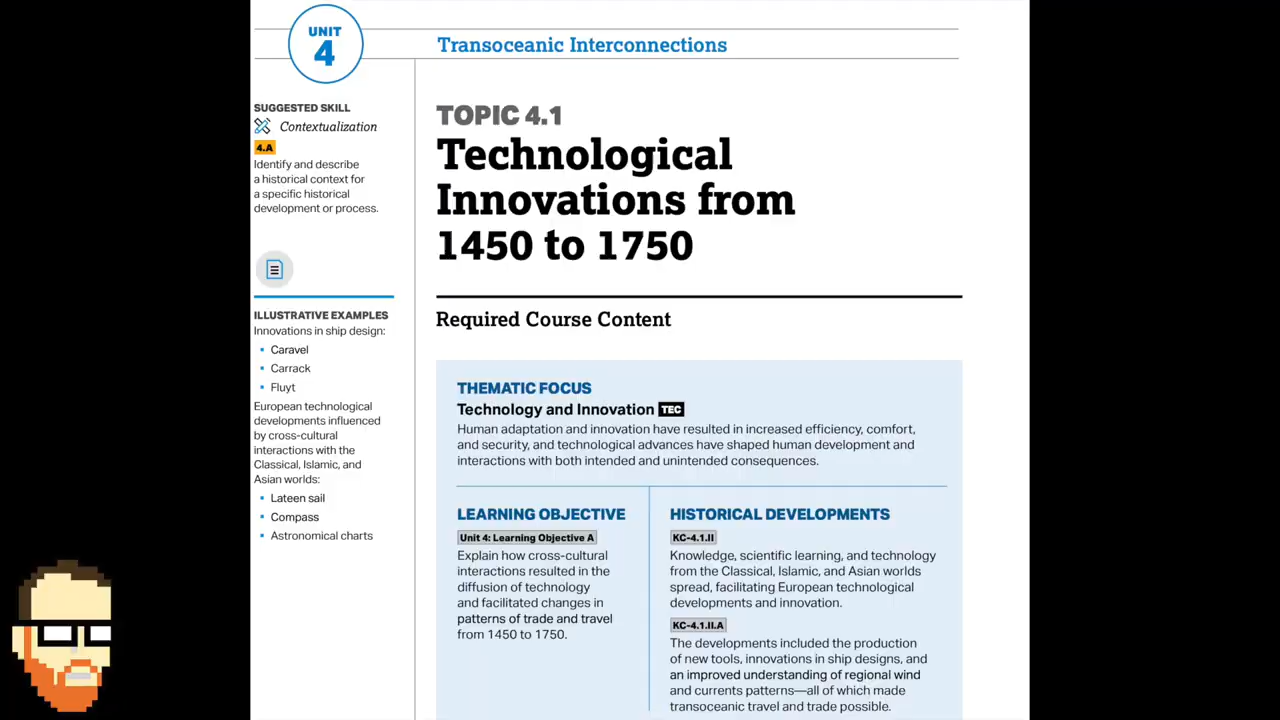 UNIT
4
Transoceanic Interconnections
SUGGESTED SKILL
Contextualization
4.A
Identify and describe
a historical context for
a specific historical
development or process.
ILLUSTRATIVE EXAMPLES
Innovations in ship design:
▪ Caravel
▪ Carrack
▪ Fluyt
European technological
developments influenced
by cross-cultural
interactions with the
Classical, Islamic, and
Asian worlds:
▪ Lateen sail
▪ Compass
▪ Astronomical charts
TOPIC 4.1
Technological
Innovations from
1450 to 1750
Required Course Content
THEMATIC FOCUS
Technology and Innovation TEC
Human adaptation and innovation have resulted in increased efficiency, comfort,
and security, and technological advances have shaped human development and
interactions with both intended and unintended consequences.
LEARNING OBJECTIVE
Unit 4: Learning Objective A
Explain how cross-cultural
interactions resulted in the
diffusion of technology
and facilitated changes in
patterns of trade and travel
from 1450 to 1750.
HISTORICAL DEVELOPMENTS
KC-4.1.II
Knowledge, scientific learning, and technology
from the Classical, Islamic, and Asian worlds
spread, facilitating European technological
developments and innovation.
KC-4.1.II.A
The developments included the production
of new tools, innovations in ship designs, and
an improved understanding of regional wind
and currents patterns—all of which made
transoceanic travel and trade possible.